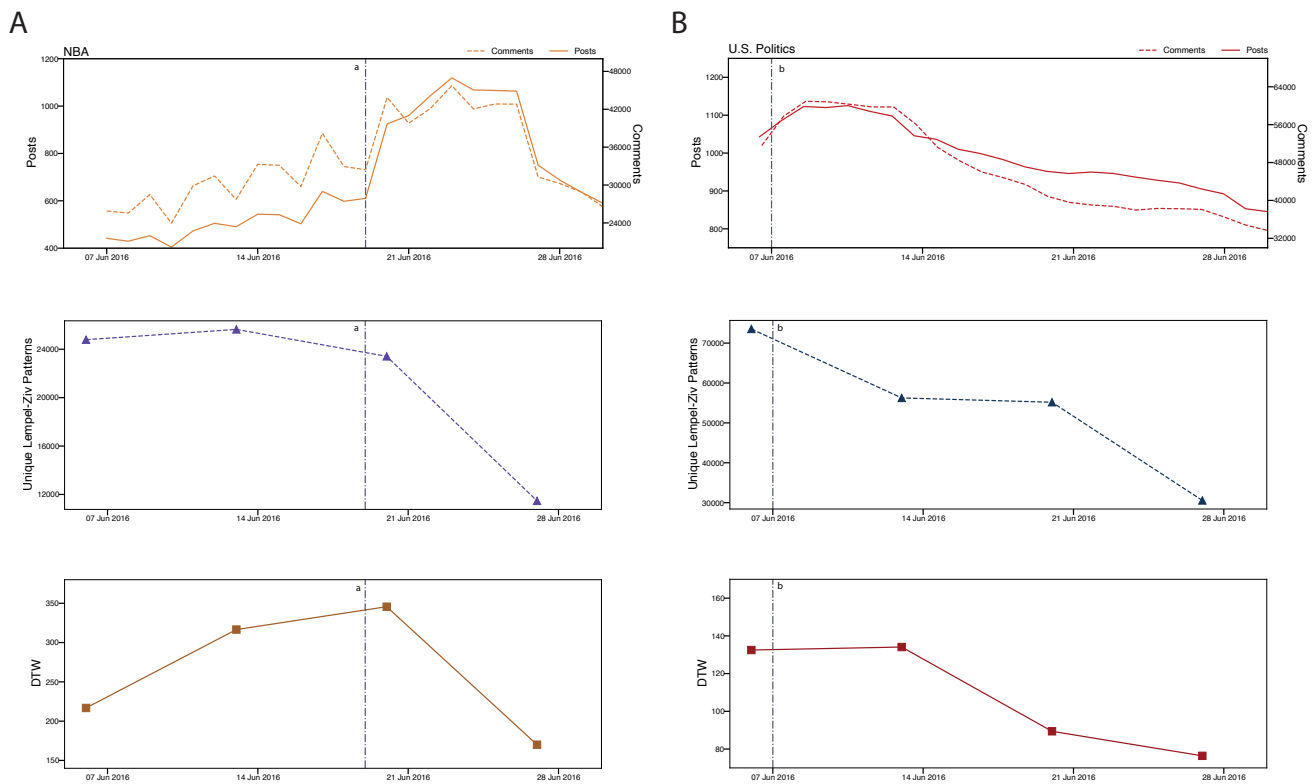 A
NBA
Comments
Posts
a
1200
1000
800
600
400
Posts
48000
42000
36000
30000
24000
Comments
07 Jun 2016
14 Jun 2016
21 Jun 2016
28 Jun 2016
a
24000
20000
16000
12000
Unique Lempel-Ziv Patterns
07 Jun 2016
14 Jun 2016
21 Jun 2016
28 Jun 2016
a
350
300
250
200
150
DTW
07 Jun 2016
14 Jun 2016
21 Jun 2016
28 Jun 2016
B
U.S. Politics
Comments
Posts
b
1200
1100
1000
900
800
Posts
64000
56000
48000
40000
32000
Comments
07 Jun 2016
14 Jun 2016
21 Jun 2016
28 Jun 2016
b
70000
60000
50000
40000
30000
Unique Lempel-Ziv Patterns
07 Jun 2016
14 Jun 2016
21 Jun 2016
28 Jun 2016
b
160
140
120
100
80
DTW
07 Jun 2016
14 Jun 2016
21 Jun 2016
28 Jun 2016